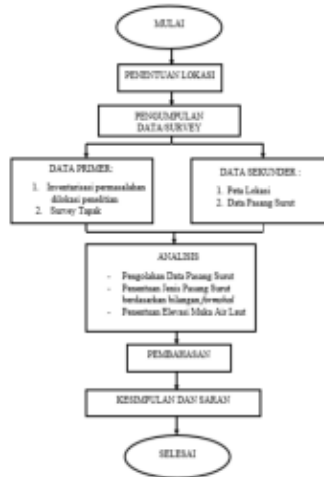 MULAI
PENENTUAN LOKASI
PENGUMPULAN
DATA/SURVEY
DATA PRIMER:
1. Inventarisasi permasalahan
dilokasi penelitian
2. Survey Tapak
DATA SEKUNDER :
1. Peta Lokasi
2. Data Pasang Surut
ANALISIS
- Pengolahan Data Pasang Surut
- Penentuan Jenis Pasang Surut
berdasarkan bilangan formzhal
- Penentuan Elevasi Muka Air Laut
PEMBAHASAN
KESIMPULAN DAN SARAN
SELESAI